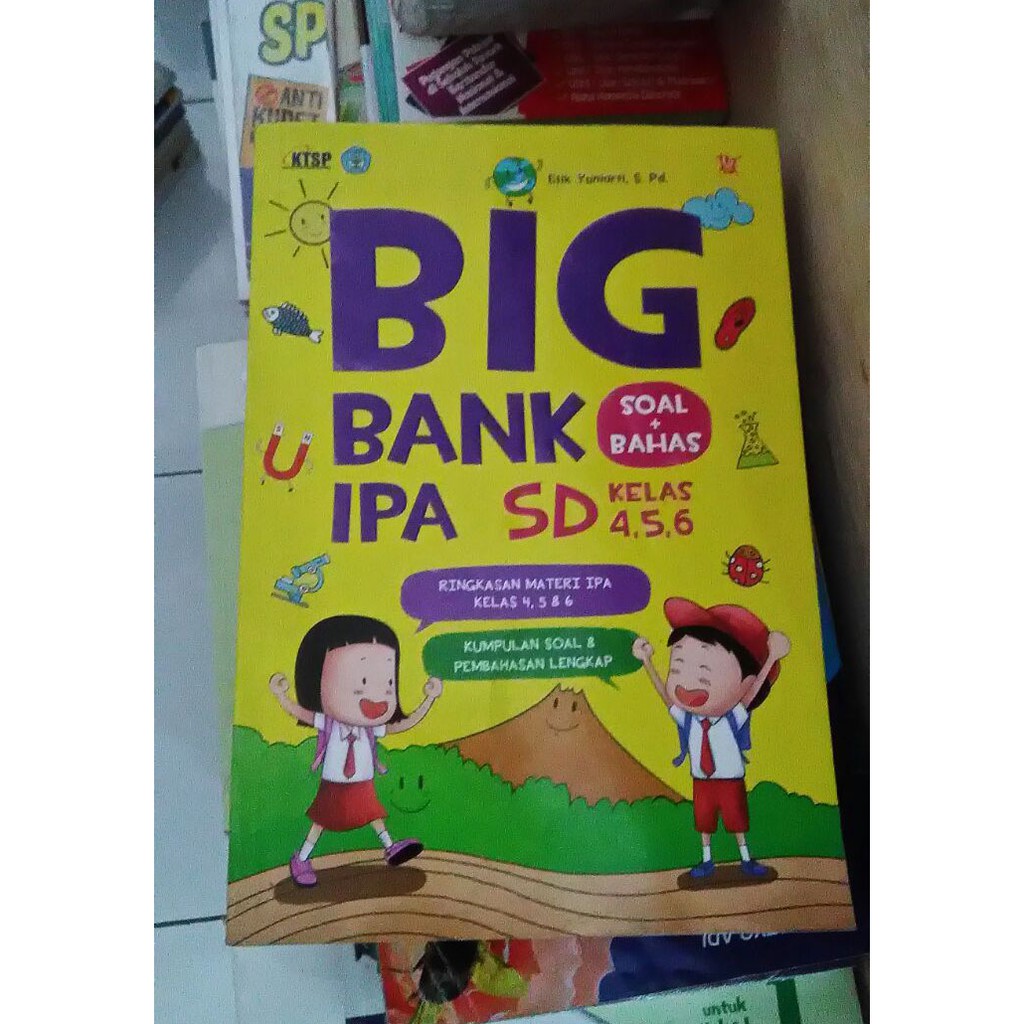 SP
ANTI
KTSP
Etik Yuniarti, S. Pd.
BIG
BANK
SOAL
+
BAHAS
IPA SD
KELAS
4,5,6
RINGKASAN MATERI IPA
KELAS 4, 5 & 6
KUMPULAN SOAL &
PEMBAHASAN LENGKAP
untuk